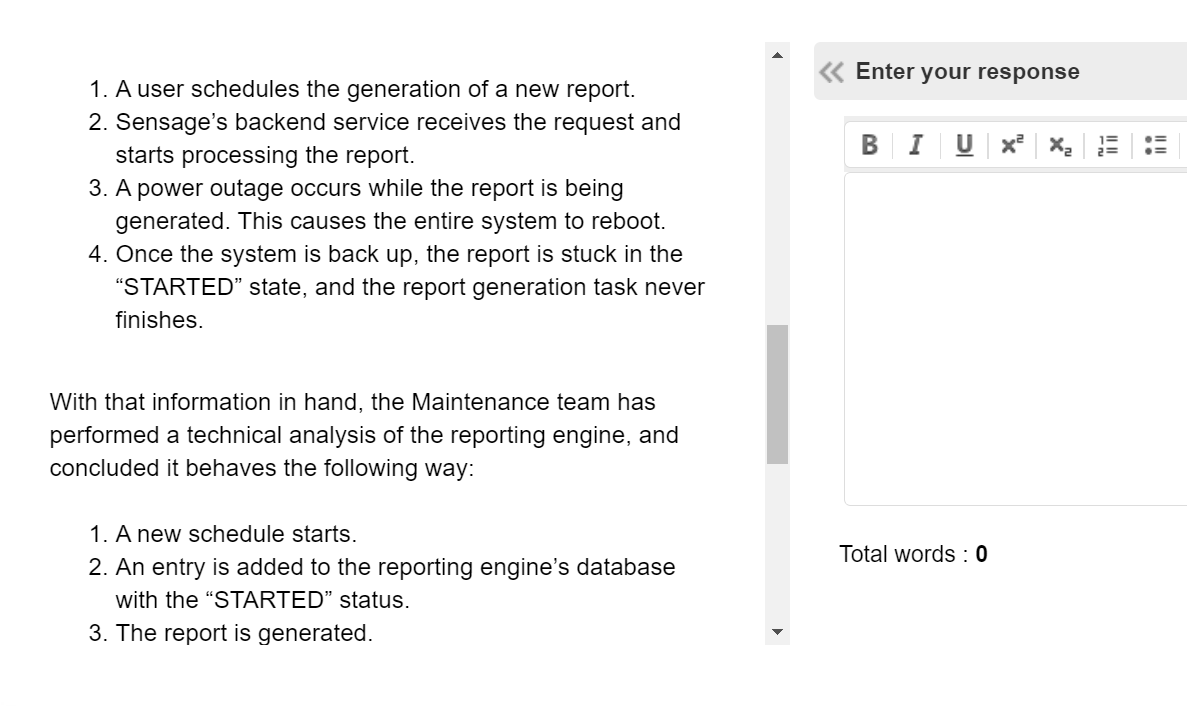 1. A user schedules the generation of a new report.
2. Sensage’s backend service receives the request and
starts processing the report.
3. A power outage occurs while the report is being
generated. This causes the entire system to reboot.
4. Once the system is back up, the report is stuck in the
“STARTED” state, and the report generation task never
finishes.
With that information in hand, the Maintenance team has
performed a technical analysis of the reporting engine, and
concluded it behaves the following way:
1. A new schedule starts.
2. An entry is added to the reporting engine’s database
with the “STARTED” status.
3. The report is generated.
Enter your response
B I U x² x₂
Total words : 0